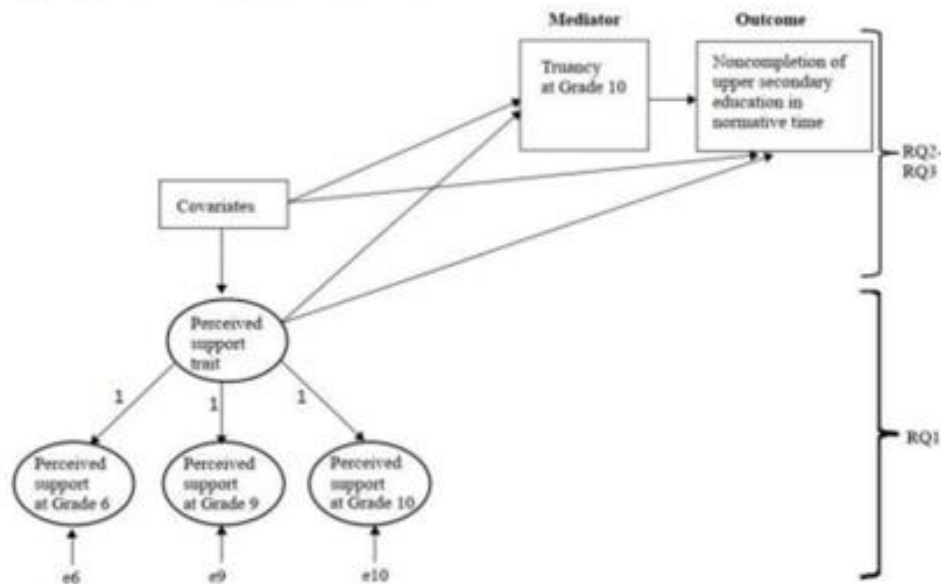 Mediator
Outcome
Truancy
at Grade 10
Noncompletion of
upper secondary
education in
normative time
RQ2-
RQ3
Covariates
Perceived
support
trait
1
1
1
RQ1
Perceived
support
at Grade 6
Perceived
support
at Grade 9
Perceived
support
at Grade 10
e6
e9
e10